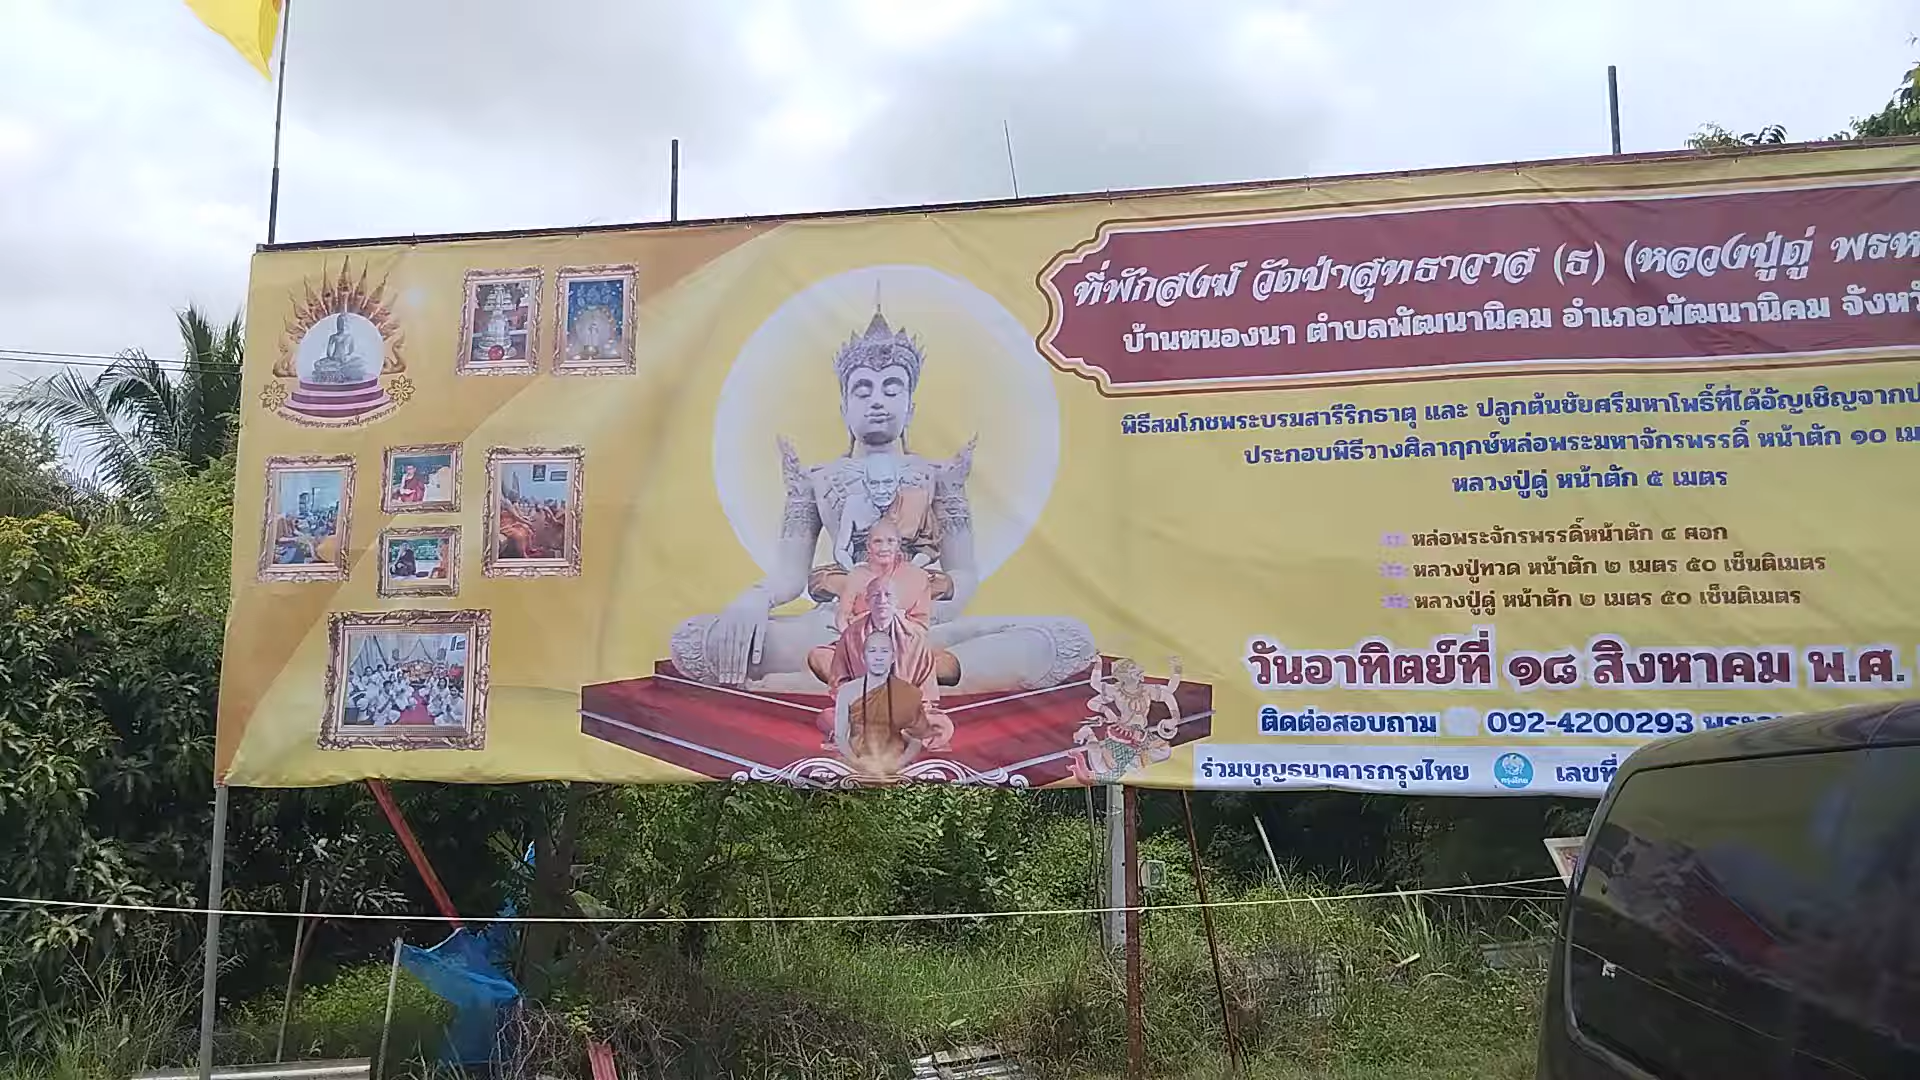 ที่พักสงฆ์ วัดป่าสุทธาวาส (ธ) (หลวงปู่ดู่ พรห
บ้านหนองนา ตำบลพัฒนานิคม อำเภอพัฒนานิคม จังหวั
พิธีสมโภชพระบรมสารีริกธาตุ และ ปลูกต้นชัยศรีมหาโพธิ์ที่ได้อัญเชิญจากป
ประกอบพิธีวางศิลาฤกษ์หล่อพระมหาจักรพรรดิ์ หน้าตัก ๑๐ เม
หลวงปู่ดู่ หน้าตัก ๕ เมตร
หล่อพระจักรพรรดิ์หน้าตัก ๔ ศอก
หลวงปู่ทวด หน้าตัก ๒ เมตร ๕๐ เซ็นติเมตร
หลวงปู่ดู่ หน้าตัก ๒ เมตร ๕๐ เซ็นติเมตร
วันอาทิตย์ที่ ๑๘ สิงหาคม พ.ศ.
ติดต่อสอบถาม 092-4200293
ร่วมบุญธนาคารกรุงไทย กรุงไทย เลขที่